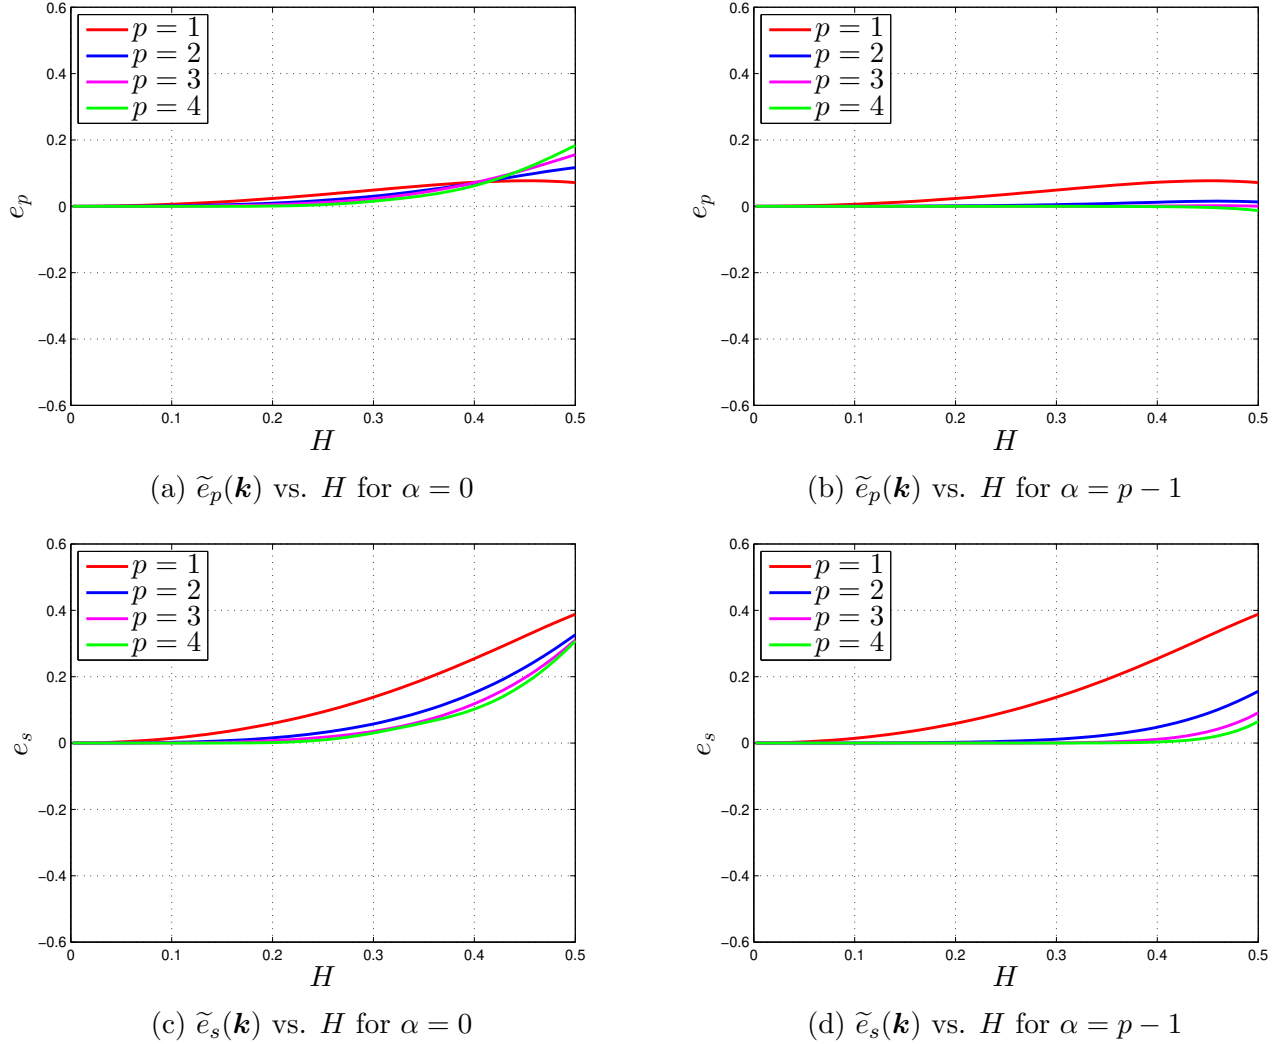 0.6
0.4
0.2
0
−0.2
−0.4
−0.6
0 0.1 0.2 0.3 0.4 0.5
e_p
H
p = 1
p = 2
p = 3
p = 4
(a) ẽ_p(k) vs. H for α = 0
0.6
0.4
0.2
0
−0.2
−0.4
−0.6
0 0.1 0.2 0.3 0.4 0.5
e_p
H
p = 1
p = 2
p = 3
p = 4
(b) ẽ_p(k) vs. H for α = p − 1
0.6
0.4
0.2
0
−0.2
−0.4
−0.6
0 0.1 0.2 0.3 0.4 0.5
e_s
H
p = 1
p = 2
p = 3
p = 4
(c) ẽ_s(k) vs. H for α = 0
0.6
0.4
0.2
0
−0.2
−0.4
−0.6
0 0.1 0.2 0.3 0.4 0.5
e_s
H
p = 1
p = 2
p = 3
p = 4
(d) ẽ_s(k) vs. H for α = p − 1